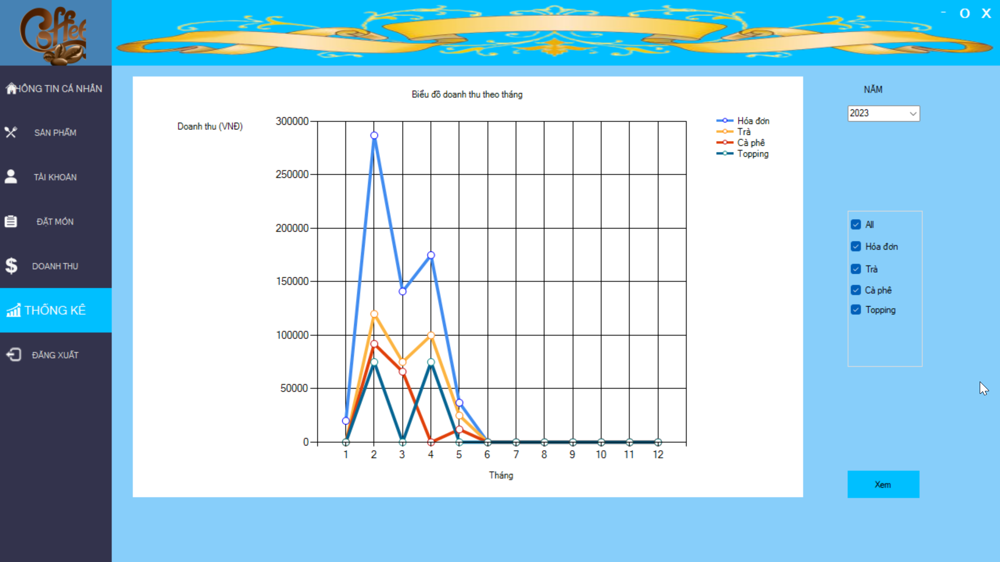 Coffee
- O X
THÔNG TIN CÁ NHÂN
SẢN PHẨM
TÀI KHOẢN
ĐẶT MÓN
DOANH THU
THỐNG KÊ
ĐĂNG XUẤT
Biểu đồ doanh thu theo tháng
Doanh thu (VNĐ)
300000
250000
200000
150000
100000
50000
0
1 2 3 4 5 6 7 8 9 10 11 12
Tháng
Hóa đơn
Trà
Cà phê
Topping
NĂM
2023
All
Hóa đơn
Trà
Cà phê
Topping
Xem